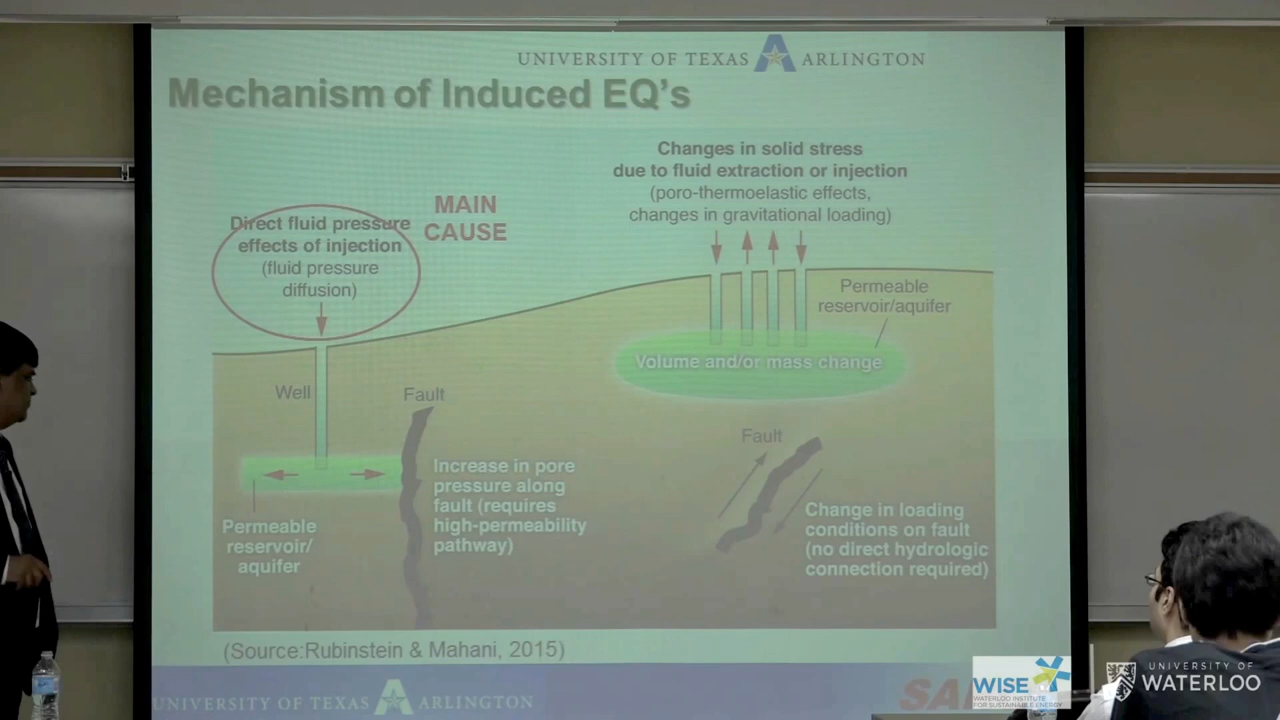 UNIVERSITY OF TEXAS A ARLINGTON
Mechanism of Induced EQ's
Changes in solid stress
due to fluid extraction or injection
(poro-thermoelastic effects,
changes in gravitational loading)
MAIN
CAUSE
Direct fluid pressure
effects of injection
(fluid pressure
diffusion)
Permeable
reservoir/aquifer
Volume and/or mass change
Well
Fault
Fault
Increase in pore
pressure along
fault (requires
high-permeability
pathway)
Change in loading
conditions on fault
(no direct hydrologic
connection required)
Permeable
reservoir/
aquifer
(Source:Rubinstein & Mahani, 2015)
UNIVERSITY OF TEXAS A ARLINGTON
WISE
WATERLOO INSTITUTE
FOR SUSTAINABLE ENERGY
UNIVERSITY OF
WATERLOO